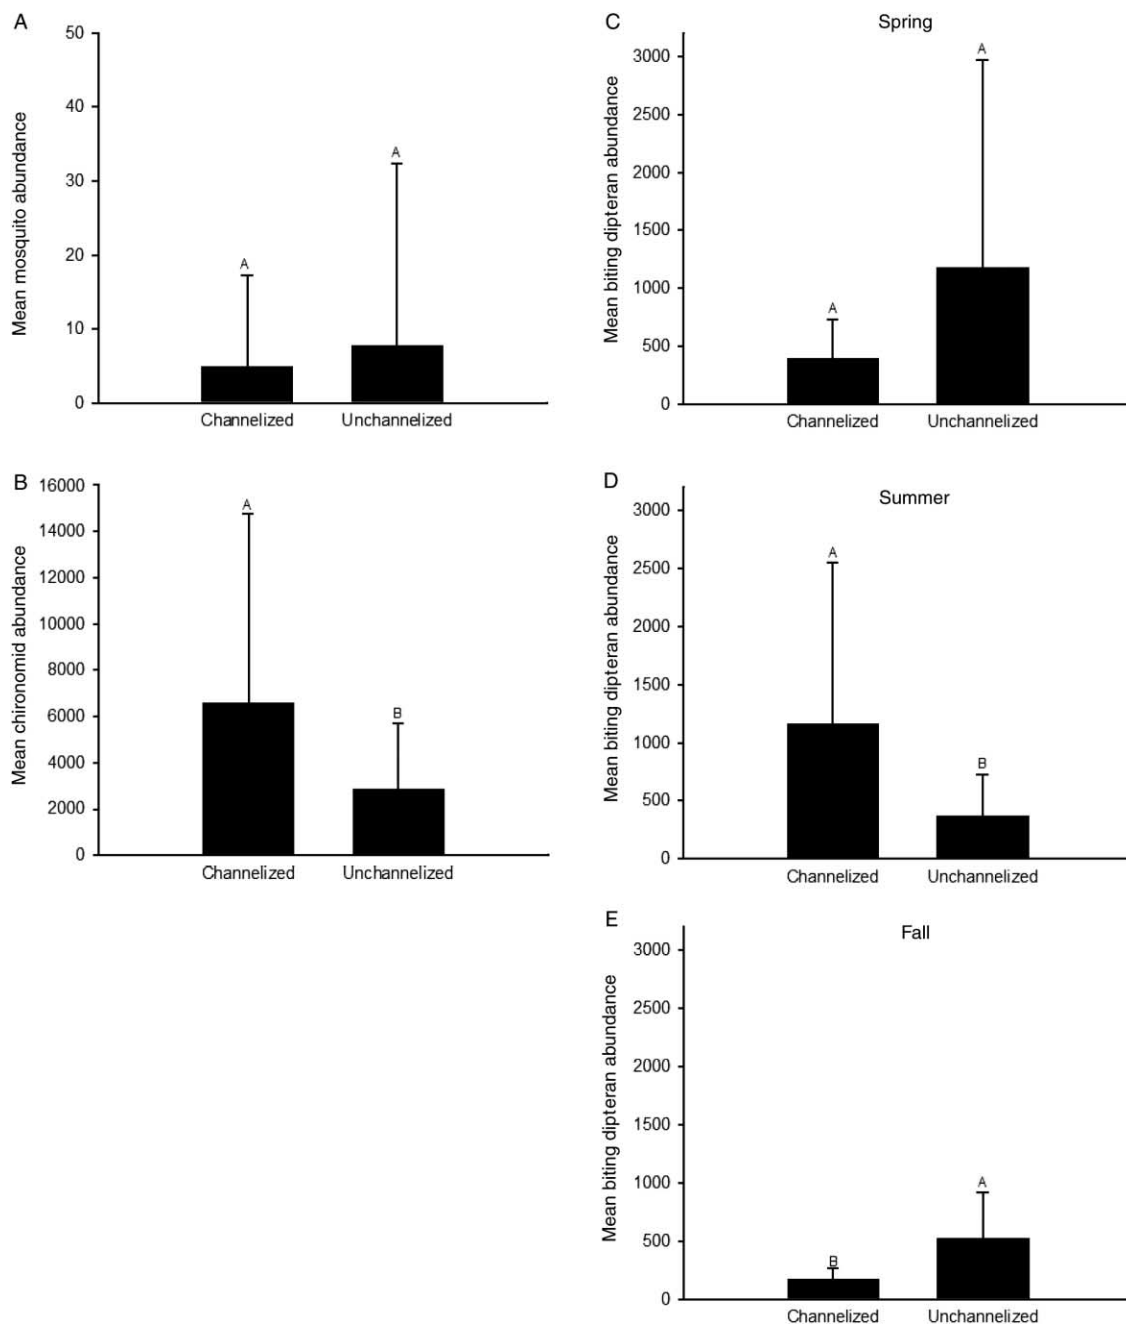 A
50
40
30
20
10
0
Mean mosquito abundance
A
A
Channelized
Unchannelized
B
16000
14000
12000
10000
8000
6000
4000
2000
0
Mean chironomid abundance
A
B
Channelized
Unchannelized
C
Spring
3000
2500
2000
1500
1000
500
0
Mean biting dipteran abundance
A
A
Channelized
Unchannelized
D
Summer
3000
2500
2000
1500
1000
500
0
Mean biting dipteran abundance
A
B
Channelized
Unchannelized
E
Fall
3000
2500
2000
1500
1000
500
0
Mean biting dipteran abundance
B
A
Channelized
Unchannelized